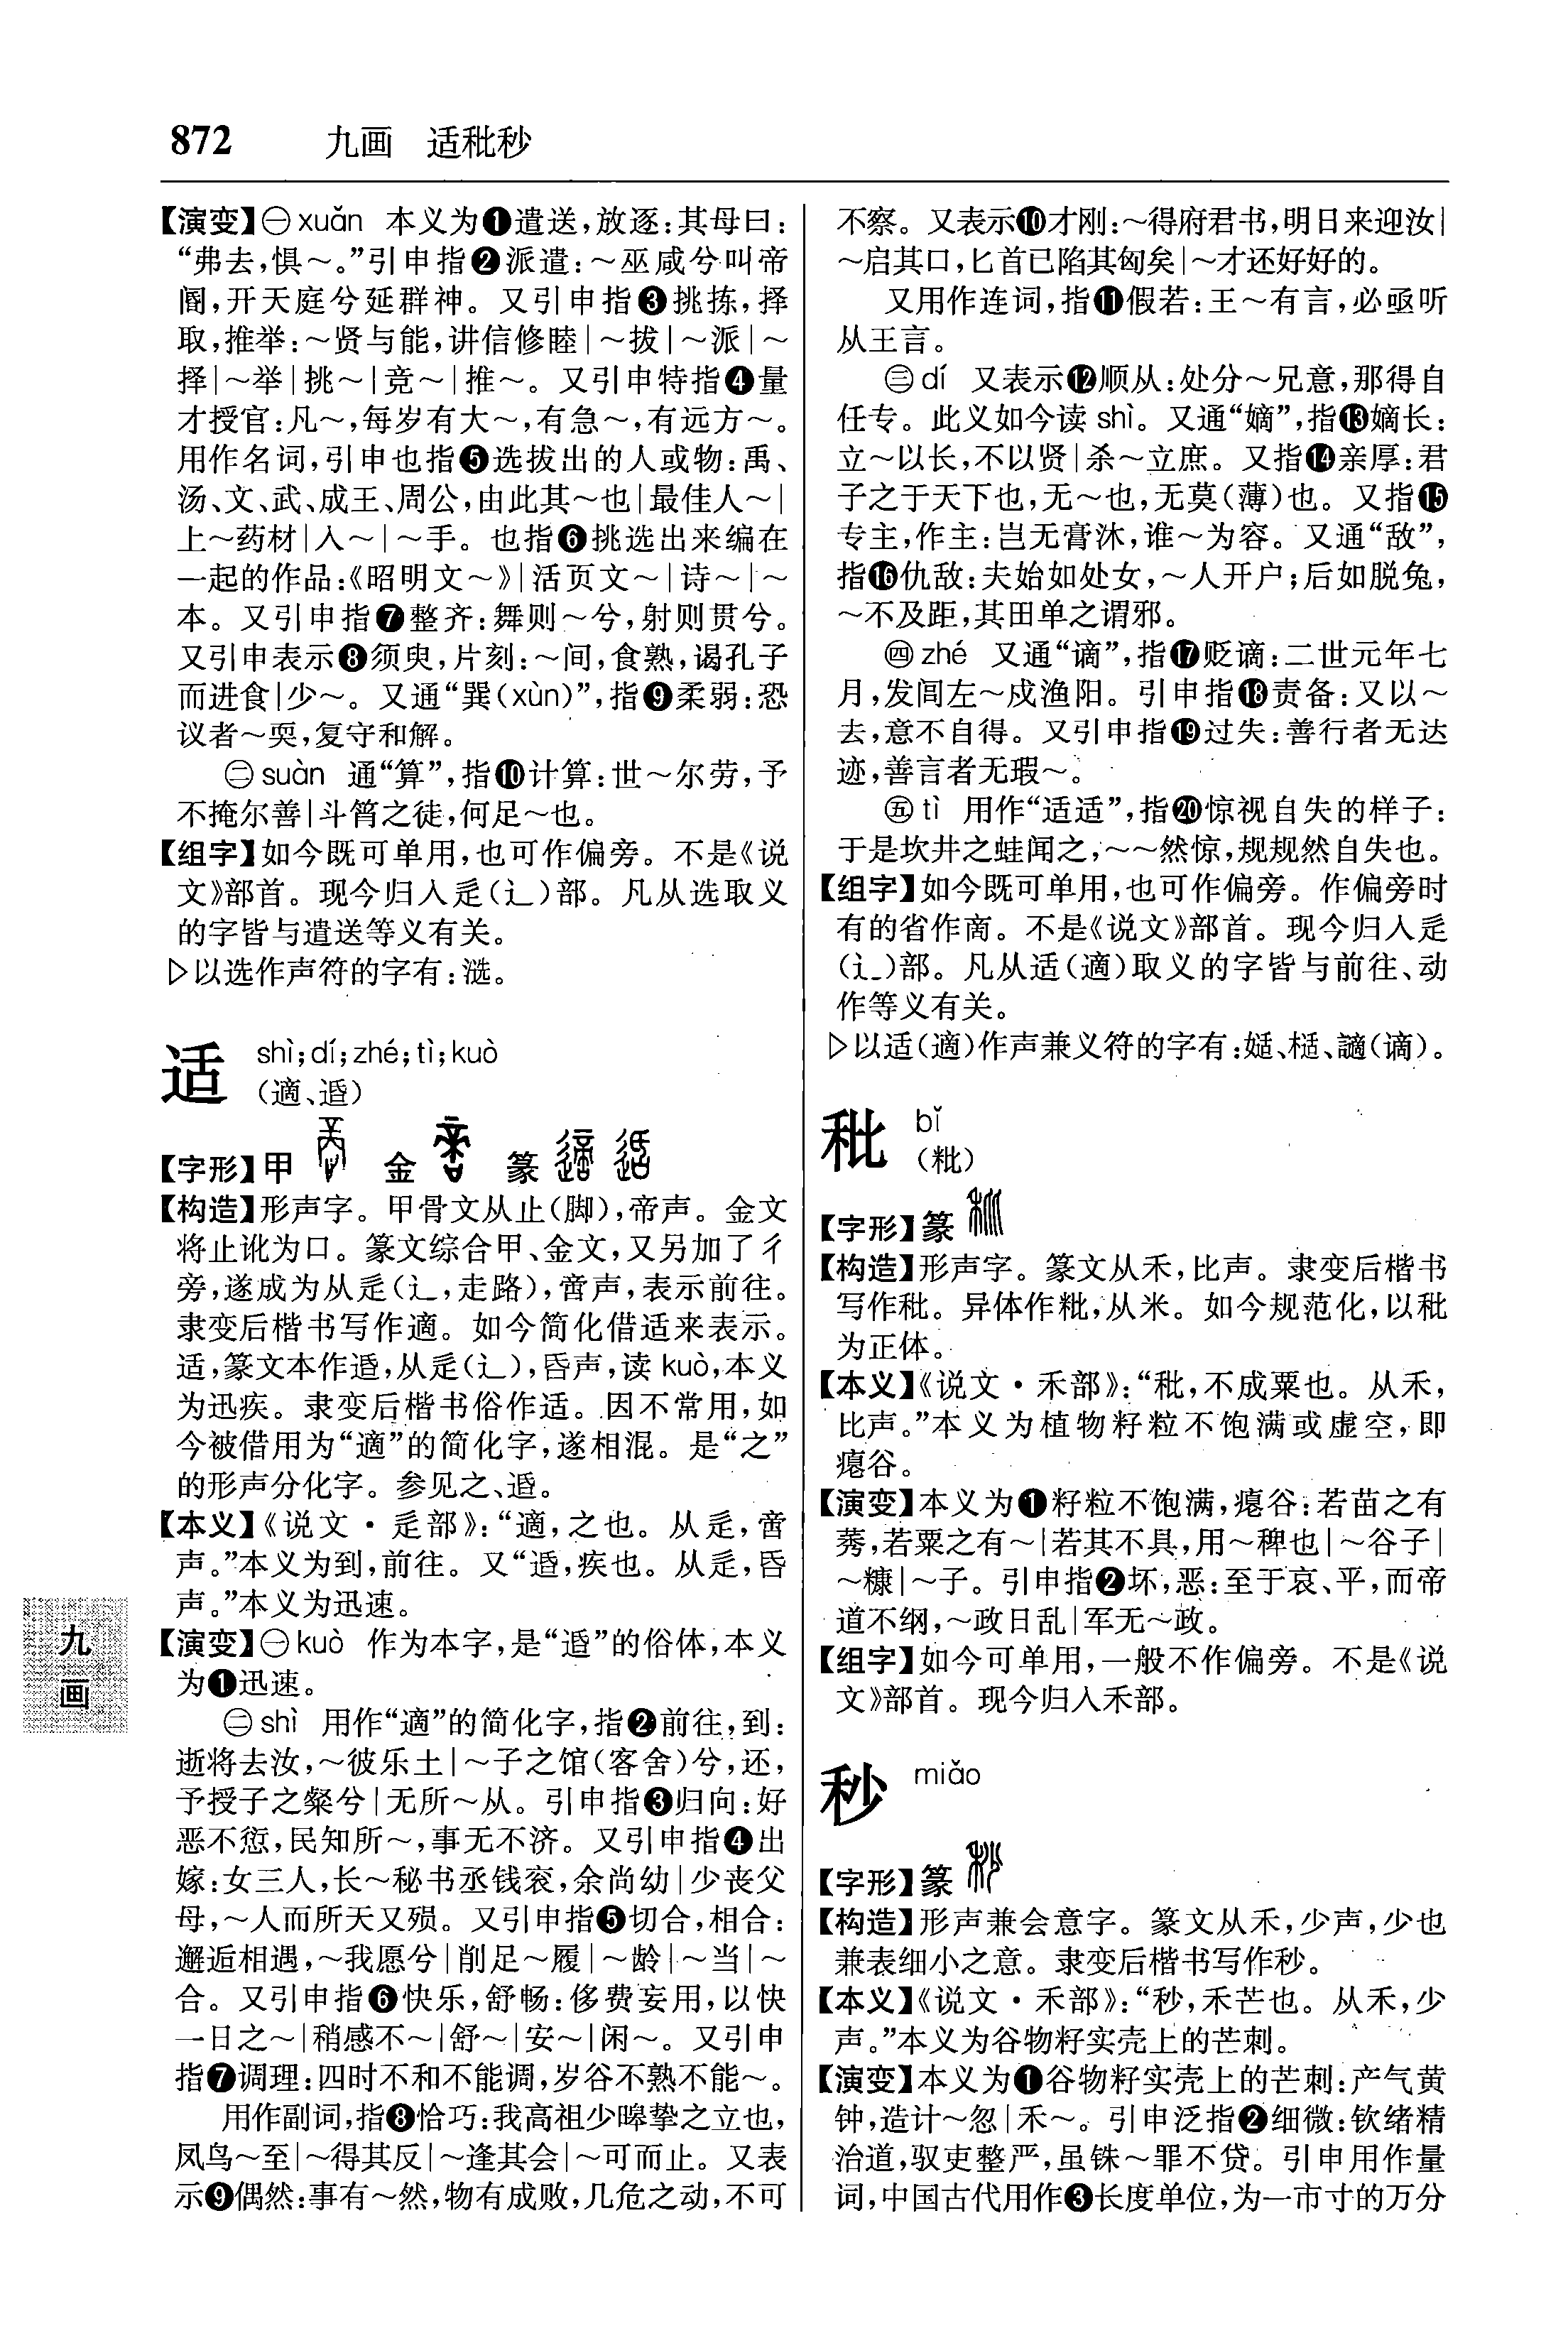 872 九画 适秕秒
【演变】㊀xuǎn 本义为❶遣送,放逐:其母曰:
“弗去,惧～。”引申指❷派遣:～巫咸兮叫帝
阍,开天庭兮延群神。又引申指❸挑拣,择
取,推举:～贤与能,讲信修睦|～拔|～派|～
择|～举|挑～|竞～|推～。又引申特指❹量
才授官:凡～,每岁有大～,有急～,有远方～。
用作名词,引申也指❺选拔出的人或物:禹、
汤、文、武、成王、周公,由此其～也|最佳人～|
上～药材|入～|～手。也指❻挑选出来编在
一起的作品:《昭明文～》|活页文～|诗～|～
本。又引申指❼整齐:舞则～兮,射则贯兮。
又引申表示❽须臾,片刻:～间,食熟,谒孔子
而进食|少～。又通“巽(xùn)”,指❾柔弱:恐
议者～耎,复守和解。
㊁suàn 通“算”,指❿计算:世～尔劳,予
不掩尔善|斗筲之徒,何足～也。
【组字】如今既可单用,也可作偏旁。不是《说
文》部首。现今归入辵(辶)部。凡从选取义
的字皆与遣送等义有关。
▷以选作声符的字有:𰛄。
适 shì;dí;zhé;tì;kuò
(適、𨓈)
【字形】甲 金 篆
【构造】形声字。甲骨文从止(脚),帝声。金文
将止讹为口。篆文综合甲、金文,又另加了彳
旁,遂成为从辵(辶,走路),啻声,表示前往。
隶变后楷书写作適。如今简化借适来表示。
适,篆文本作𨓈,从辵(辶),昏声,读kuò,本义
为迅疾。隶变后楷书俗作适。因不常用,如
今被借用为“適”的简化字,遂相混。是“之”
的形声分化字。参见之、𨓈。
【本义】《说文·辵部》:“適,之也。从辵,啻
声。”本义为到,前往。又“𨓈,疾也。从辵,昏
声。”本义为迅速。
【演变】㊀kuò 作为本字,是“𨓈”的俗体,本义
为❶迅速。
㊁shì 用作“適”的简化字,指❷前往,到:
逝将去汝,～彼乐土|～子之馆(客舍)兮,还,
予授子之粲兮|无所～从。引申指❸归向:好
恶不愆,民知所～,事无不济。又引申指❹出
嫁:女三人,长～秘书丞钱衮,余尚幼|少丧父
母,～人而所天又殒。又引申指❺切合,相合:
邂逅相遇,～我愿兮|削足～履|～龄|～当|～
合。又引申指❻快乐,舒畅:侈费妄用,以快
一日之～|稍感不～|舒～|安～|闲～。又引申
指❼调理:四时不和不能调,岁谷不熟不能～。
用作副词,指❽恰巧:我高祖少皞挚之立也,
凤鸟～至|～得其反|～逢其会|～可而止。又表
示❾偶然:事有～然,物有成败,几危之动,不可
不察。又表示❿才刚:～得府君书,明日来迎汝|
～启其口,匕首已陷其匈矣|～才还好好的。
又用作连词,指⓫假若:王～有言,必亟听
从王言。
㊂dí 又表示⓬顺从:处分～兄意,那得自
任专。此义如今读shì。又通“嫡”,指⓭嫡长:
立～以长,不以贤|杀～立庶。又指⓮亲厚:君
子之于天下也,无～也,无莫(薄)也。又指⓯
专主,作主:岂无膏沐,谁～为容。又通“敌”,
指⓰仇敌:夫始如处女,～人开户;后如脱兔,
～不及距,其田单之谓邪。
㊃zhé 又通“谪”,指⓱贬谪:二世元年七
月,发闾左～戍渔阳。引申指⓲责备:又以～
去,意不自得。又引申指⓳过失:善行者无达
迹,善言者无瑕～。
㊄tì 用作“适适”,指⓴惊视自失的样子:
于是坎井之蛙闻之,～～然惊,规规然自失也。
【组字】如今既可单用,也可作偏旁。作偏旁时
有的省作啇。不是《说文》部首。现今归入辵
(辶)部。凡从适(適)取义的字皆与前往、动
作等义有关。
▷以适(適)作声兼义符的字有:㛮、𣒷、讁(谪)。
秕 bǐ
(粃)
【字形】篆
【构造】形声字。篆文从禾,比声。隶变后楷书
写作秕。异体作粃,从米。如今规范化,以秕
为正体。
【本义】《说文·禾部》:“秕,不成粟也。从禾,
比声。”本义为植物籽粒不饱满或虚空,即
瘪谷。
【演变】本义为❶籽粒不饱满,瘪谷:若苗之有
莠,若粟之有～|若其不具,用～稗也|～谷子|
～糠|～子。引申指❷坏,恶:至于哀、平,而帝
道不纲,～政日乱|军无～政。
【组字】如今可单用,一般不作偏旁。不是《说
文》部首。现今归入禾部。
秒 miǎo
【字形】篆
【构造】形声兼会意字。篆文从禾,少声,少也
兼表细小之意。隶变后楷书写作秒。
【本义】《说文·禾部》:“秒,禾芒也。从禾,少
声。”本义为谷物籽实壳上的芒刺。
【演变】本义为❶谷物籽实壳上的芒刺:产气黄
钟,造计～忽|禾～。引申泛指❷细微:钦绪精
治道,驭吏整严,虽铢～罪不贷。引申用作量
词,中国古代用作❸长度单位,为一市寸的万分
九画